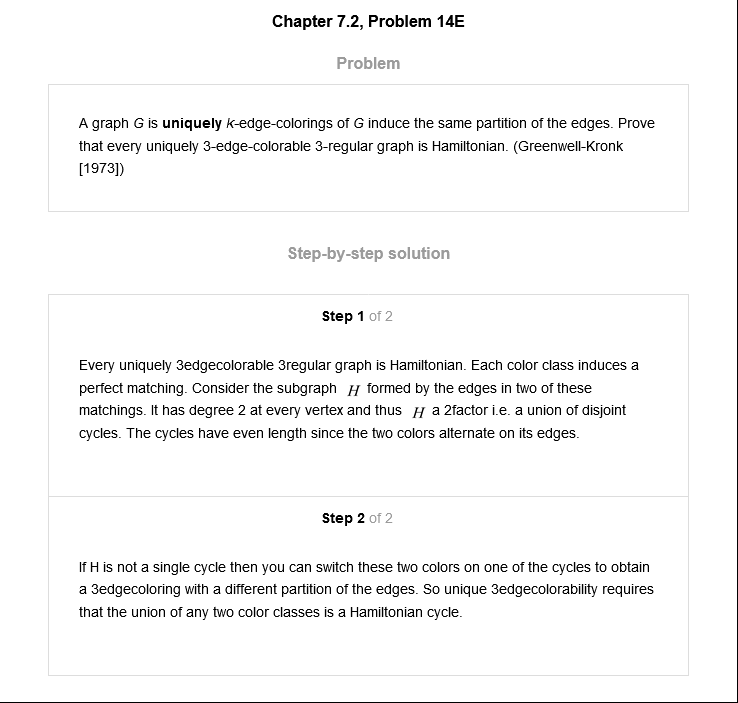 Chapter 7.2, Problem 14E
Problem
A graph G is uniquely k-edge-colorings of G induce the same partition of the edges. Prove
that every uniquely 3-edge-colorable 3-regular graph is Hamiltonian. (Greenwell-Kronk
[1973])
Step-by-step solution
Step 1 of 2
Every uniquely 3edgecolorable 3regular graph is Hamiltonian. Each color class induces a
perfect matching. Consider the subgraph H formed by the edges in two of these
matchings. It has degree 2 at every vertex and thus H a 2factor i.e. a union of disjoint
cycles. The cycles have even length since the two colors alternate on its edges.
Step 2 of 2
If H is not a single cycle then you can switch these two colors on one of the cycles to obtain
a 3edgecoloring with a different partition of the edges. So unique 3edgecolorability requires
that the union of any two color classes is a Hamiltonian cycle.